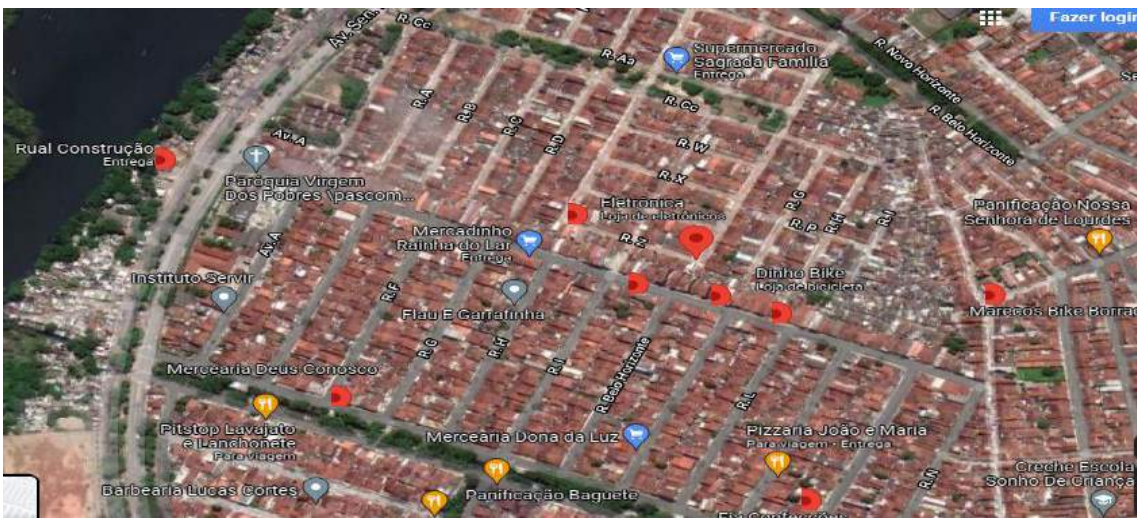 Fazer login
Av. Sen.
R. Cc
R. Aa
Supermercado
Sagrada Família
Entrega
R. Novo Horizonte
R. Belo Horizonte
R. A
R. B
R. C
R. D
R. Cc
R. W
R. X
Av. A
Rual Construção
Entrega
Paróquia Virgem
Dos Pobres \pascom...
Eletrônica
Loja de eletrônicos
R. G
R. H
R. I
R. P
R. Z
Panificação Nossa
Senhora de Lourdes
Mercadinho
Rainha do Lar
Entrega
Av. A
Instituto Servir
R. F
Flau E Garrafinha
Dinho Bike
Loja de bicicleta
Marecos Bike Borrac
R. G
R. H
R. I
R. Belo Horizonte
R. L
R. N
Mercearia Deus Conosco
Pitstop Lavajato
e Lanchonete
Para viagem
Mercearia Dona da Luz
Pizzaria João e Maria
Para viagem • Entrega
Barbearia Lucas Cortes
Panificação Baguete
Creche Escola
Sonho De Criança